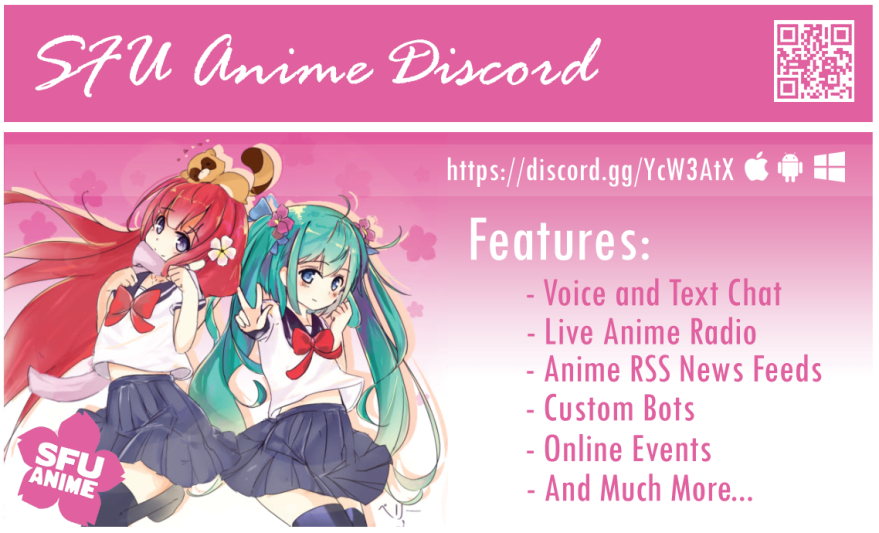 SFU Anime Discord
https://discord.gg/YcW3AtX
Features:
- Voice and Text Chat
- Live Anime Radio
- Anime RSS News Feeds
- Custom Bots
- Online Events
- And Much More...
SFU
ANIME